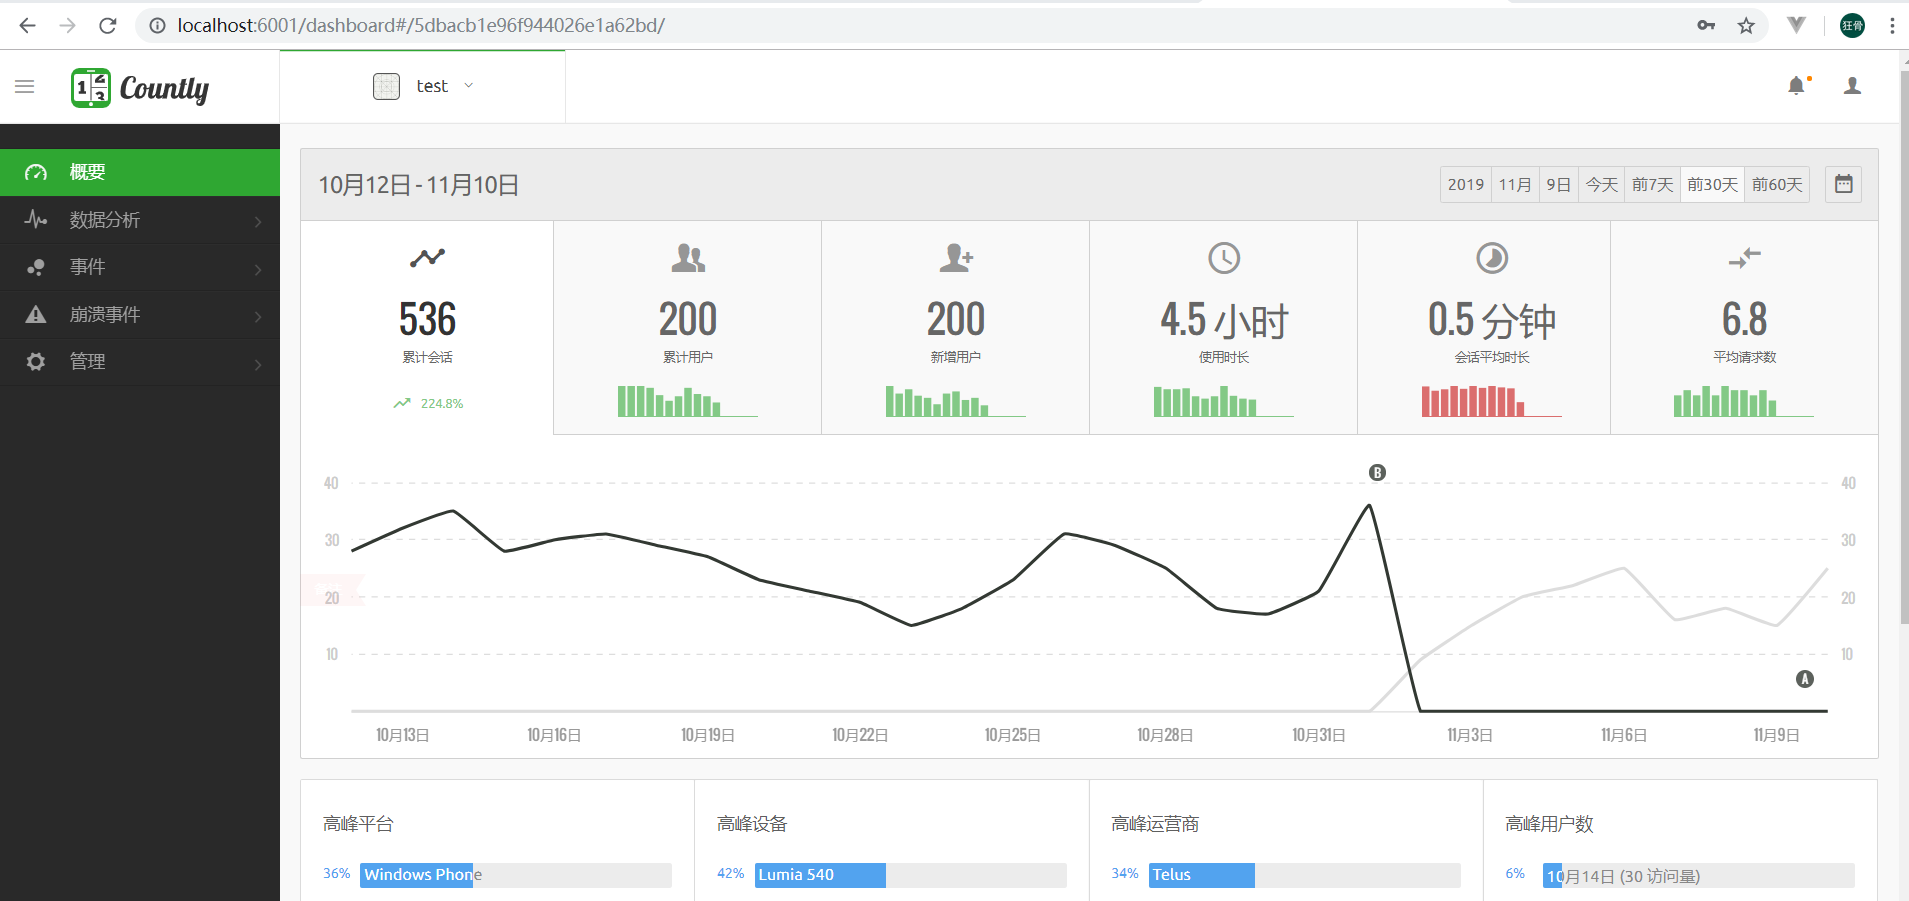 localhost:6001/dashboard#/5dbacb1e96f944026e1a62bd/
狂骨
Countly
test
概要
数据分析
事件
崩溃事件
管理
10月12日 - 11月10日
2019 11月 9日 今天 前7天 前30天 前60天
536
累计会话
224.8%
200
累计用户
200
新增用户
4.5 小时
使用时长
0.5 分钟
会话平均时长
6.8
平均请求数
B
40 40
30 30
20 20
10 10
A
10月13日 10月16日 10月19日 10月22日 10月25日 10月28日 10月31日 11月3日 11月6日 11月9日
高峰平台
36% Windows Phone
高峰设备
42% Lumia 540
高峰运营商
34% Telus
高峰用户数
6% 10月14日 (30 访问量)